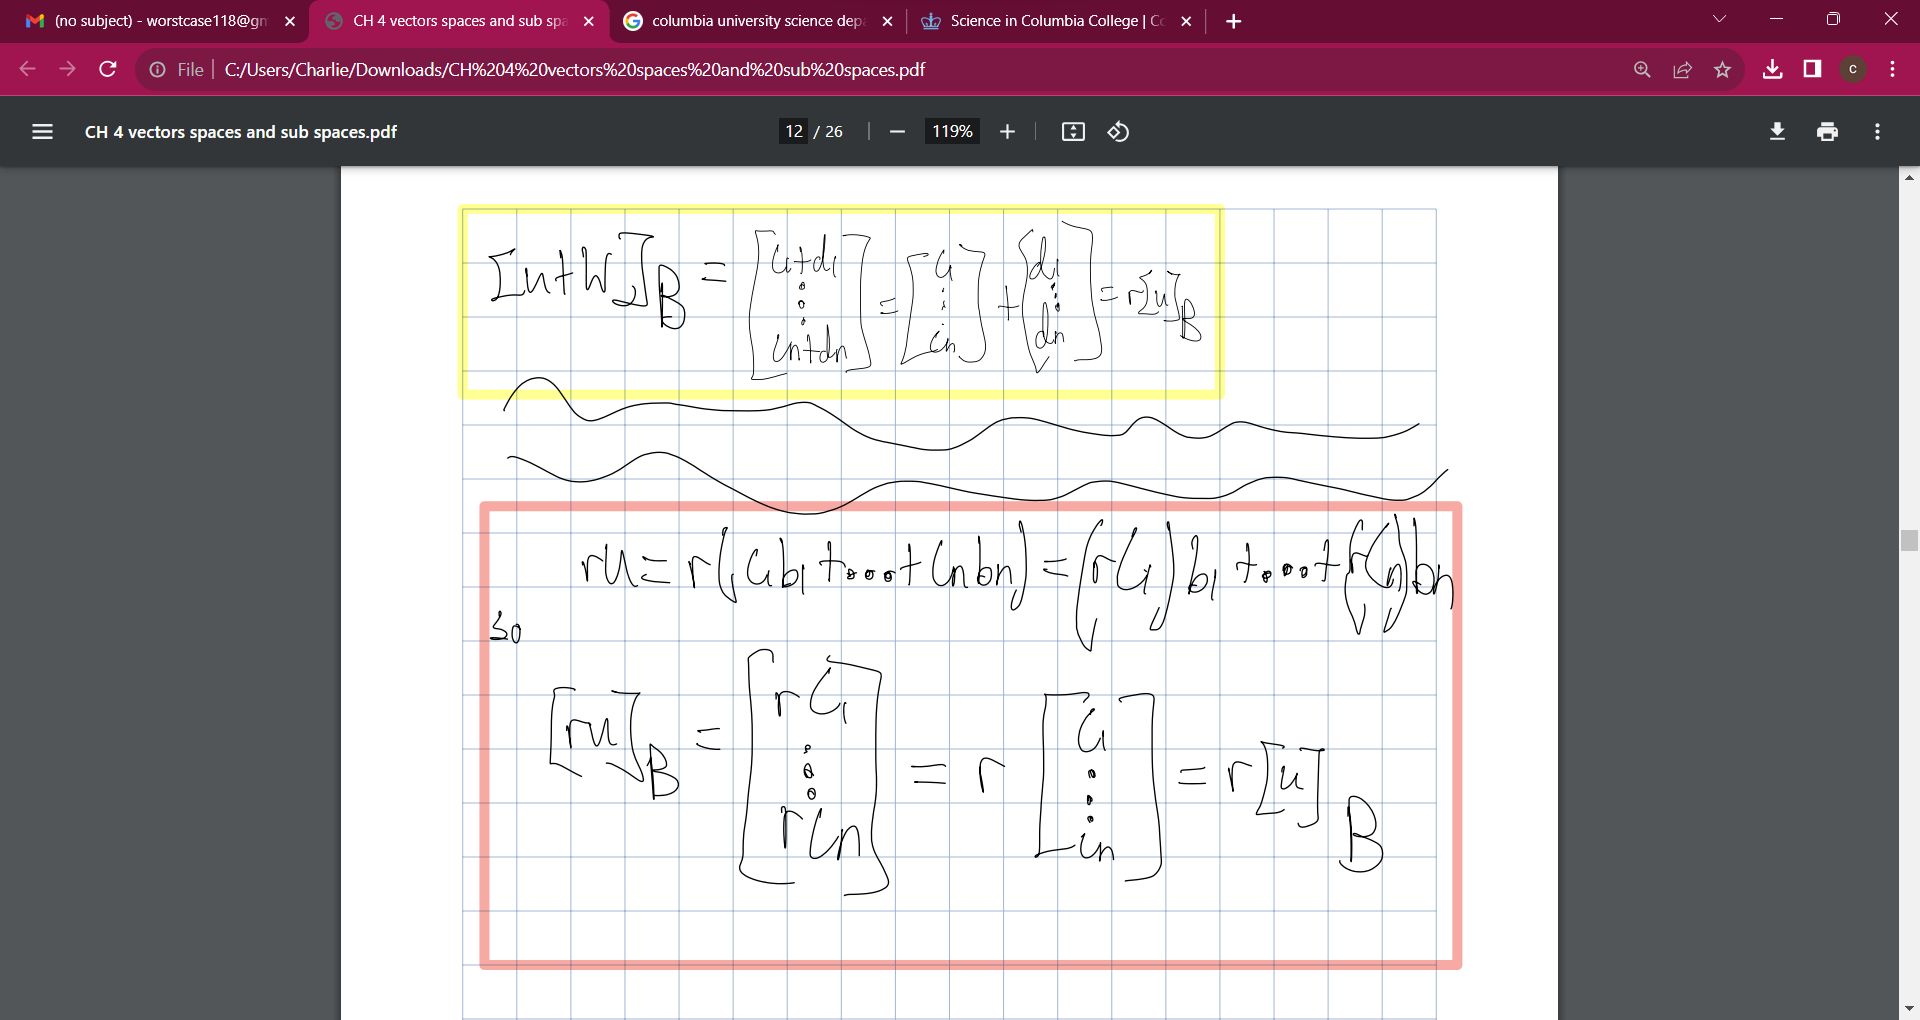 (no subject) - worstcase118@gm
CH 4 vectors spaces and sub spa
columbia university science depa
Science in Columbia College | Co
File
C:/Users/Charlie/Downloads/CH%204%20vectors%20spaces%20and%20sub%20spaces.pdf
c
CH 4 vectors spaces and sub spaces.pdf
12 / 26
119%
[u+w]B = [c1+d1 ⋮ cn+dn] = [c1 ⋮ cn] + [d1 ⋮ dn] = r[u]B
ru = r(c1b1 + .... + cnbn) = (rc1)b1 + .... + (rcn)bn
so
[ru]B = [rc1 ⋮ rcn] = r [c1 ⋮ cn] = r[u]B